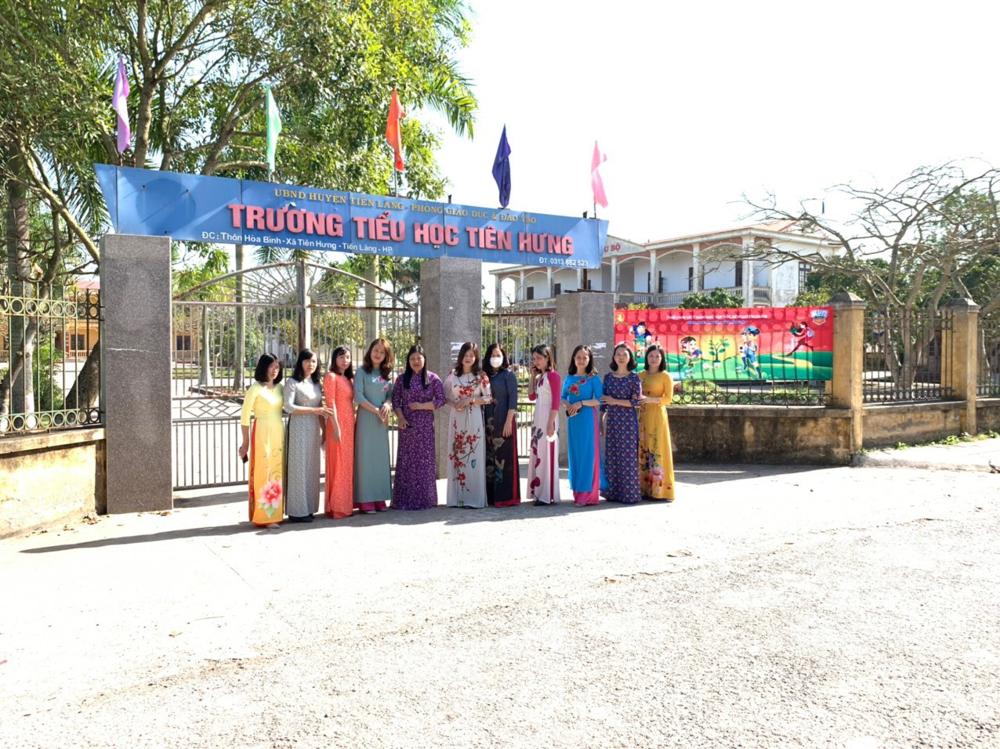 UBND HUYỆN TIÊN LÃNG - PHÒNG GIÁO DỤC & ĐÀO TẠO
TRƯỜNG TIỂU HỌC TIÊN HƯNG
ĐC : Thôn Hòa Bình - Xã Tiên Hưng - Tiên Lãng - HP
ĐT : 0313 882 523
U BỘ